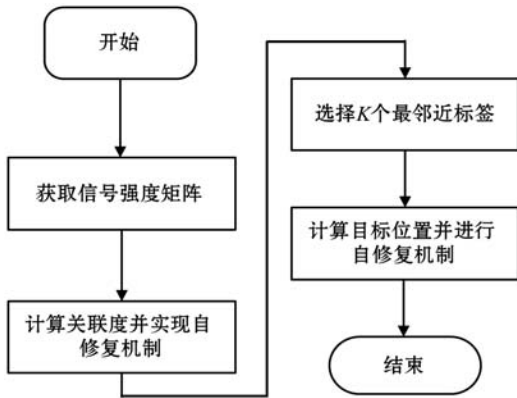 开始
获取信号强度矩阵
计算关联度并实现自
修复机制
选择K个最邻近标签
计算目标位置并进行
自修复机制
结束